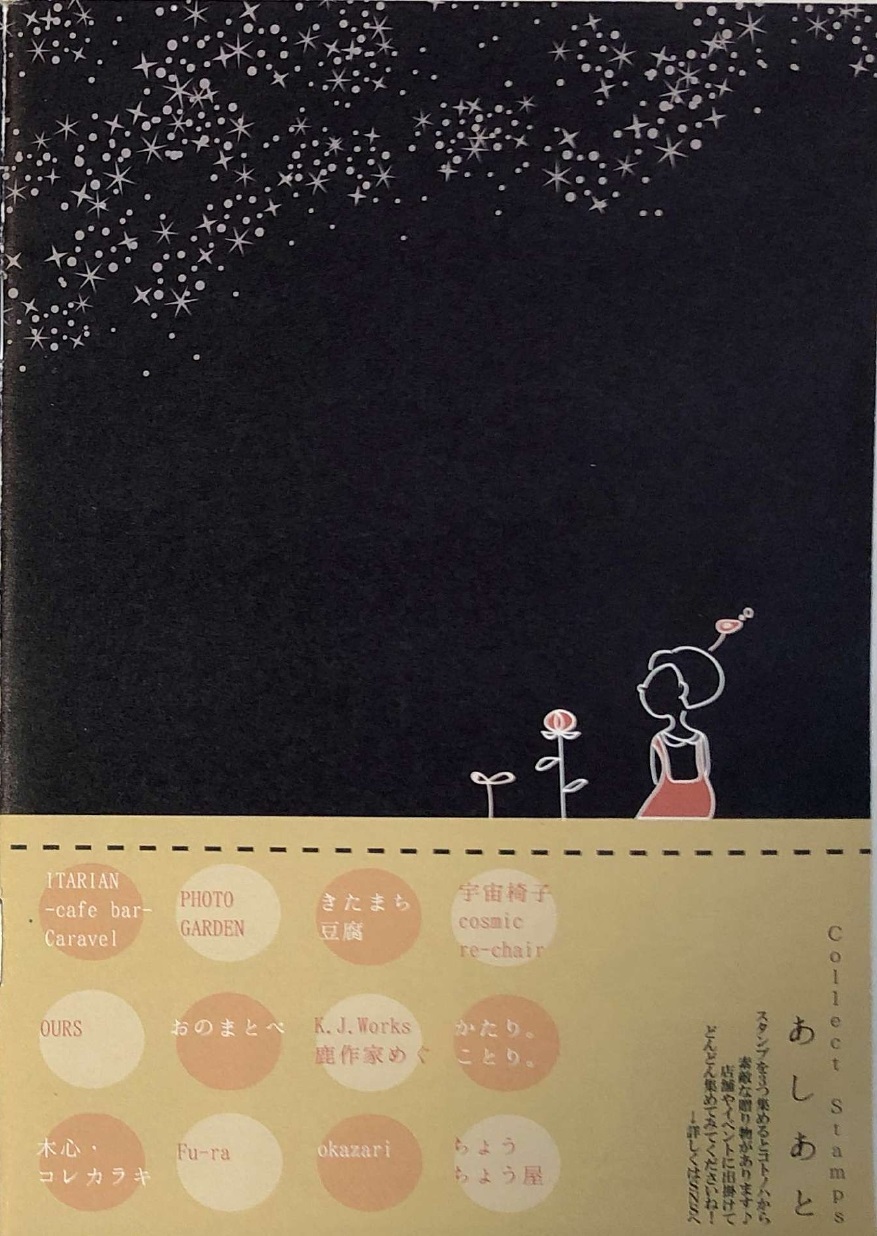 ITARIAN
-cafe bar-
Caravel
PHOTO
GARDEN
きたまち
豆腐
宇宙椅子
cosmic
re-chair
OURS
おのまとぺ
K.J.Works
鹿作家めぐ
かたり。
ことり。
木心・
コレカラキ
Fu-ra
okazari
ちょう
ちょう屋
Collect Stamps
あしあと
スタンプを3つ集めるとコトノハから
素敵な贈り物があります♪
店舗やイベントに出掛けて
どんどん集めてみてくださいね！
→詳しくはSNSへ